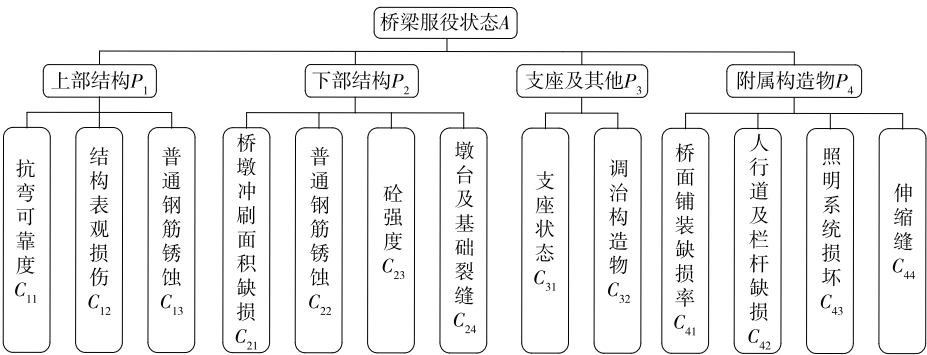 桥梁服役状态A
上部结构P1
下部结构P2
支座及其他P3
附属构造物P4
抗弯可靠度C11
结构表观损伤C12
普通钢筋锈蚀C13
桥墩冲刷面积缺损C21
普通钢筋锈蚀C22
砼强度C23
墩台及基础裂缝C24
支座状态C31
调治构造物C32
桥面铺装缺损率C41
人行道及栏杆缺损C42
照明系统损坏C43
伸缩缝C44